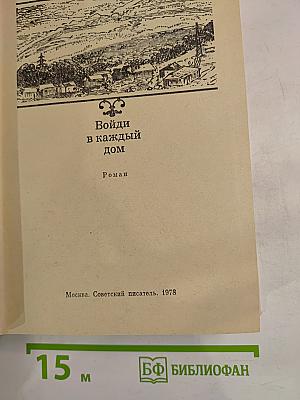 Войди
в каждый
дом
Роман
Москва. Советский писатель. 1978
15 м
БФ БИБЛИОФАН